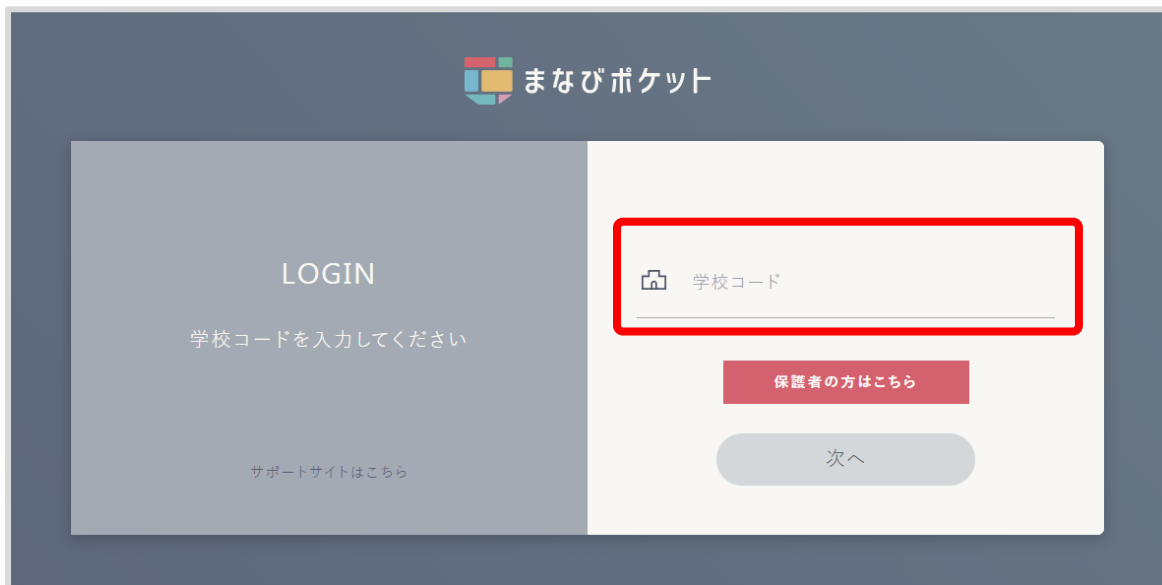 まなびポケット
LOGIN
学校コードを入力してください
サポートサイトはこちら
学校コード
保護者の方はこちら
次へ